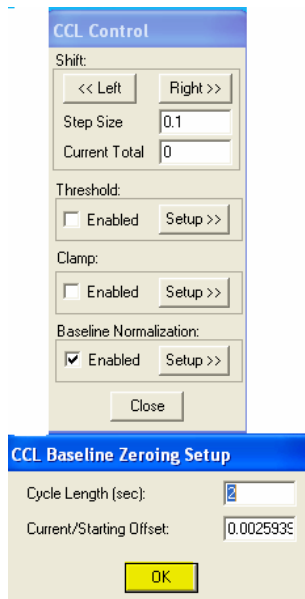 CCL Control
Shift:
<< Left Right >>
Step Size 0.1
Current Total 0
Threshold:
Enabled Setup >>
Clamp:
Enabled Setup >>
Baseline Normalization:
Enabled Setup >>
Close
CCL Baseline Zeroing Setup
Cycle Length (sec): 2
Current/Starting Offset: 0.0025939
OK